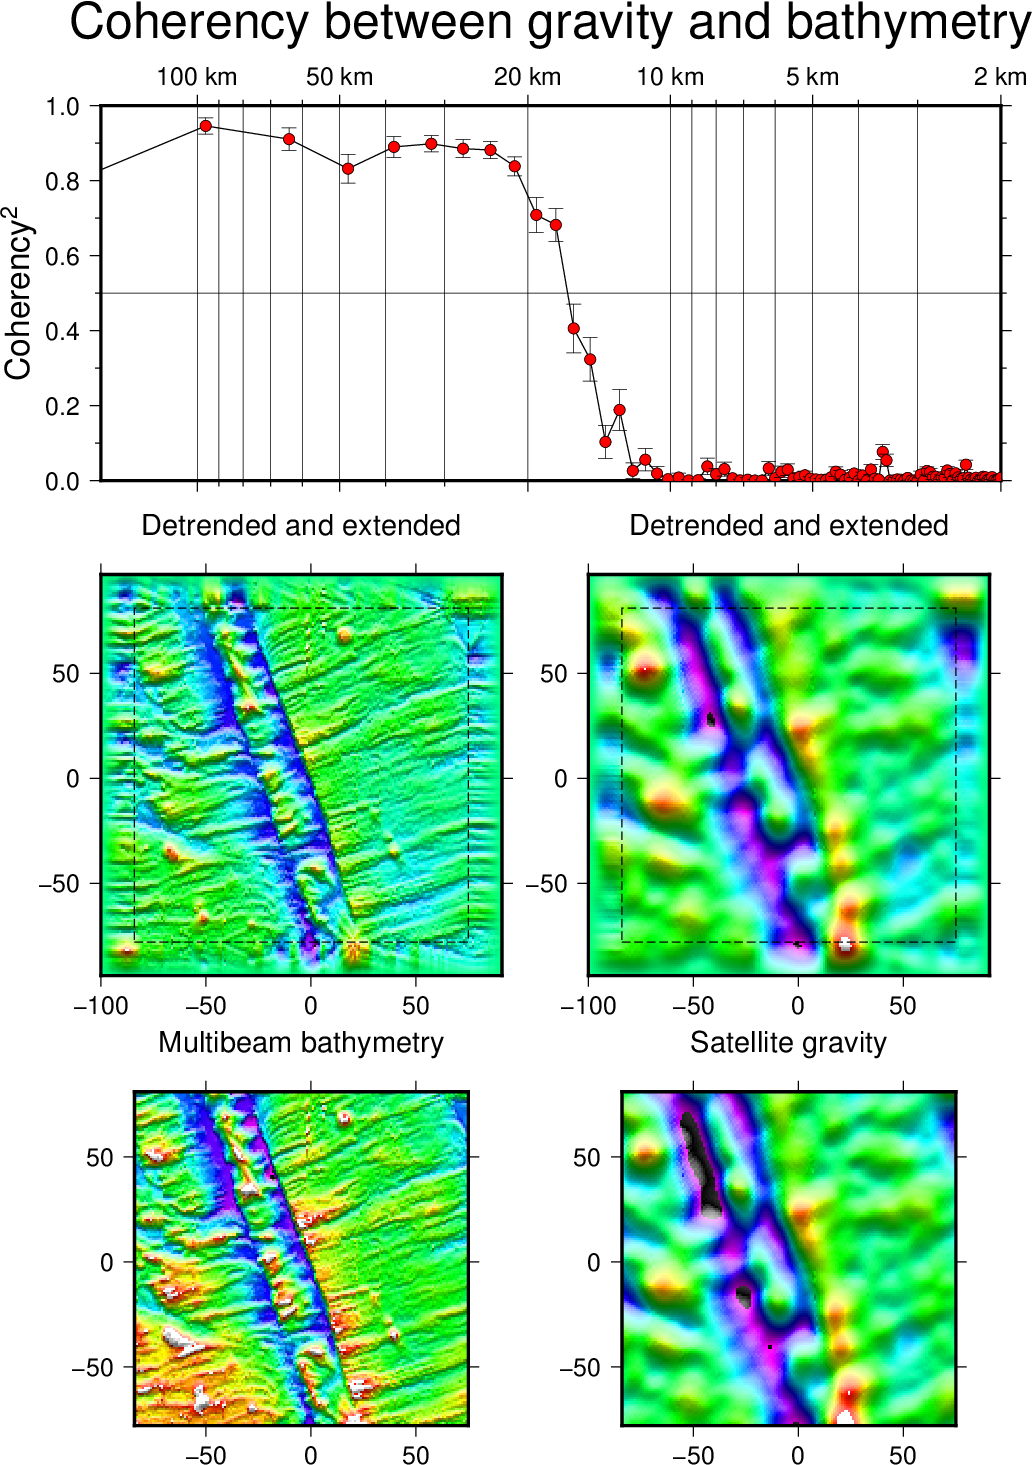 Coherency between gravity and bathymetry
100 km 50 km 20 km 10 km 5 km 2 km
1.0
0.8
0.6
0.4
0.2
0.0
Coherency2
Detrended and extended Detrended and extended
50 50
0 0
−50 −50
−100 −50 0 50 −100 −50 0 50
Multibeam bathymetry Satellite gravity
50 50
0 0
−50 −50
−50 0 50 −50 0 50